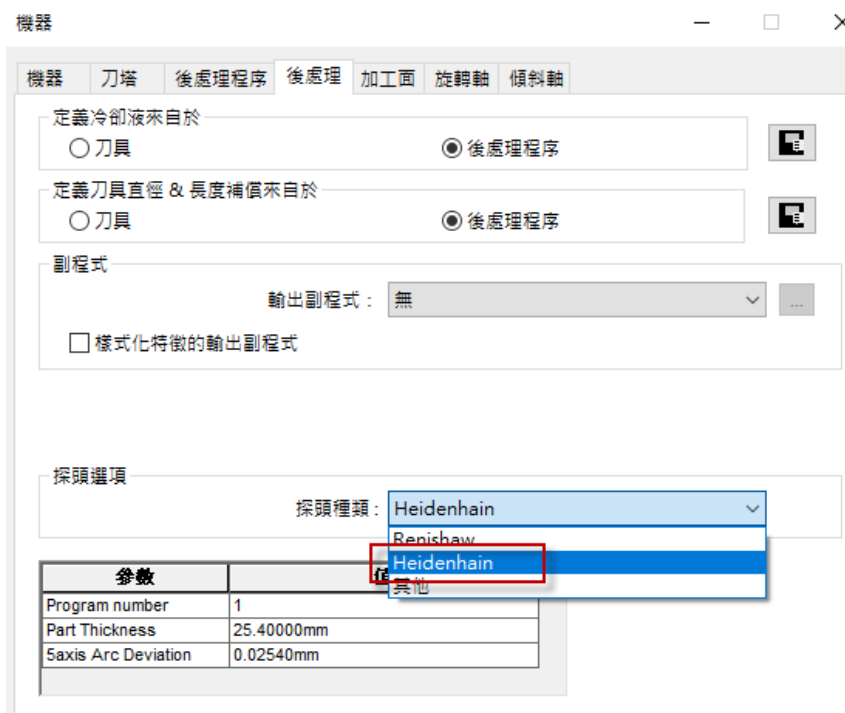 機器
機器 刀塔 後處理程序 後處理 加工面 旋轉軸 傾斜軸
定義冷卻液來自於
刀具 後處理程序
定義刀具直徑 & 長度補償來自於
刀具 後處理程序
副程式
輸出副程式： 無 ...
樣式化特徵的輸出副程式
探頭選項
探頭種類： Heidenhain
Renishaw
Heidenhain
其他
參數 值
Program number 1
Part Thickness 25.40000mm
5axis Arc Deviation 0.02540mm